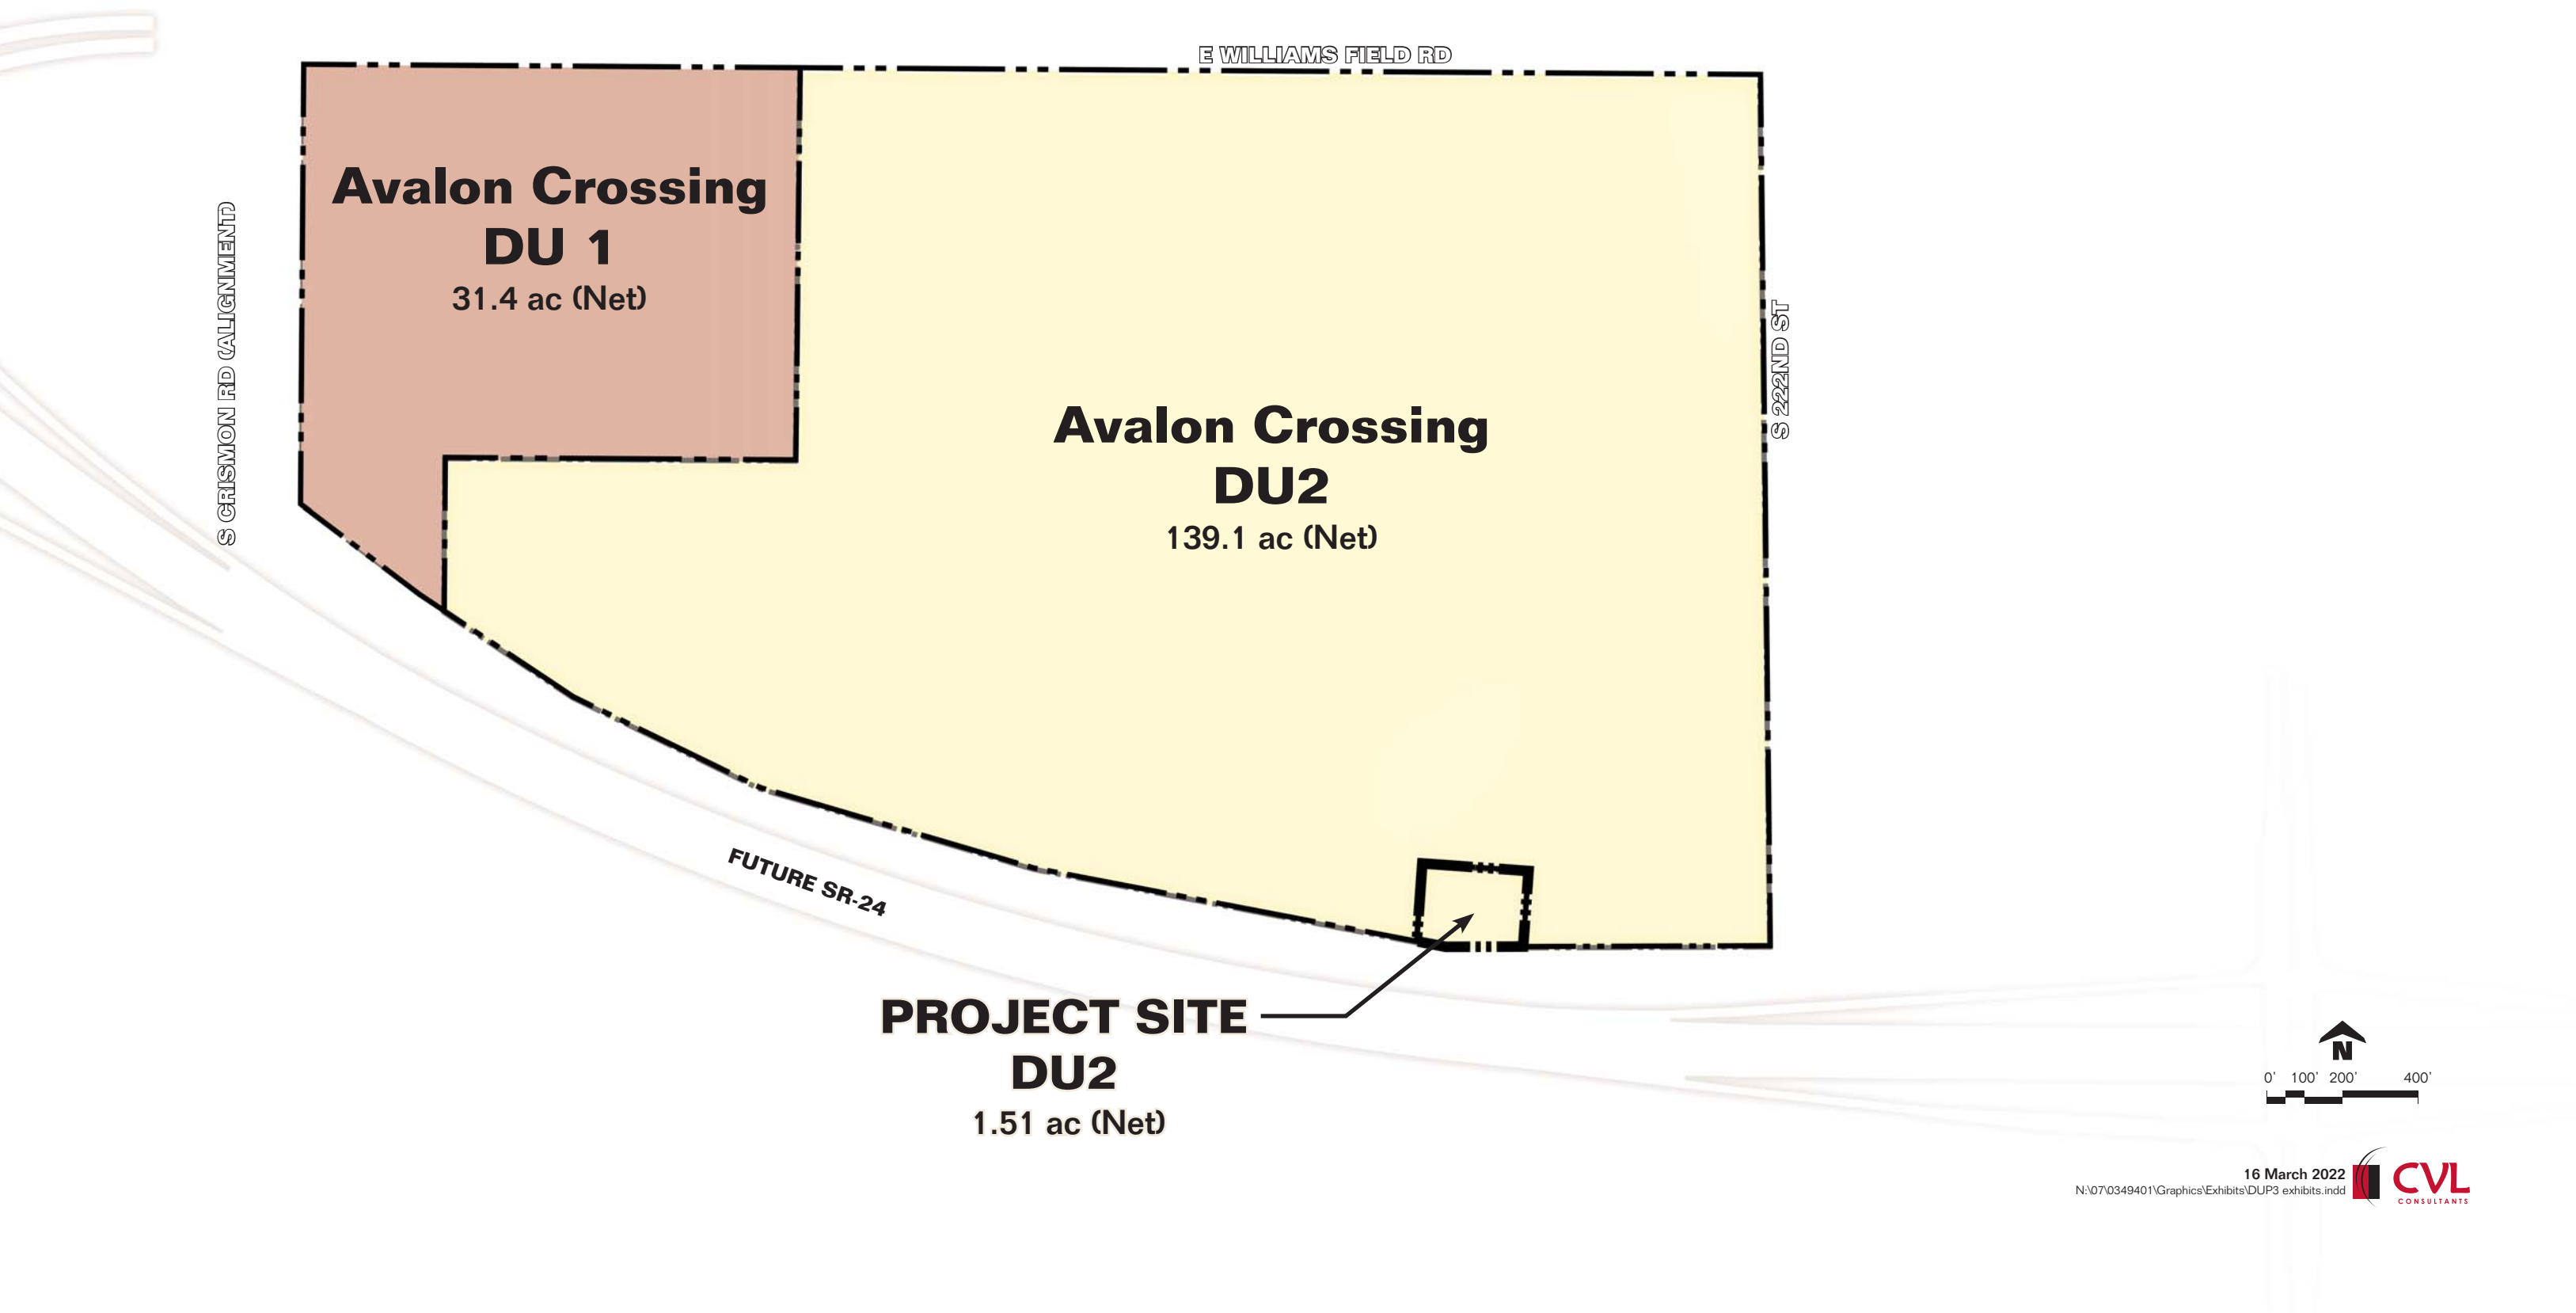 E WILLIAMS FIELD RD
Avalon Crossing
DU 1
31.4 ac (Net)
S CRISMON RD (ALIGNMENT)
S 222ND ST
Avalon Crossing
DU2
139.1 ac (Net)
FUTURE SR-24
PROJECT SITE
DU2
1.51 ac (Net)
N
0' 100' 200' 400'
16 March 2022
N:\07\0349401\Graphics\Exhibits\DUP3 exhibits.indd
CVL
CONSULTANTS